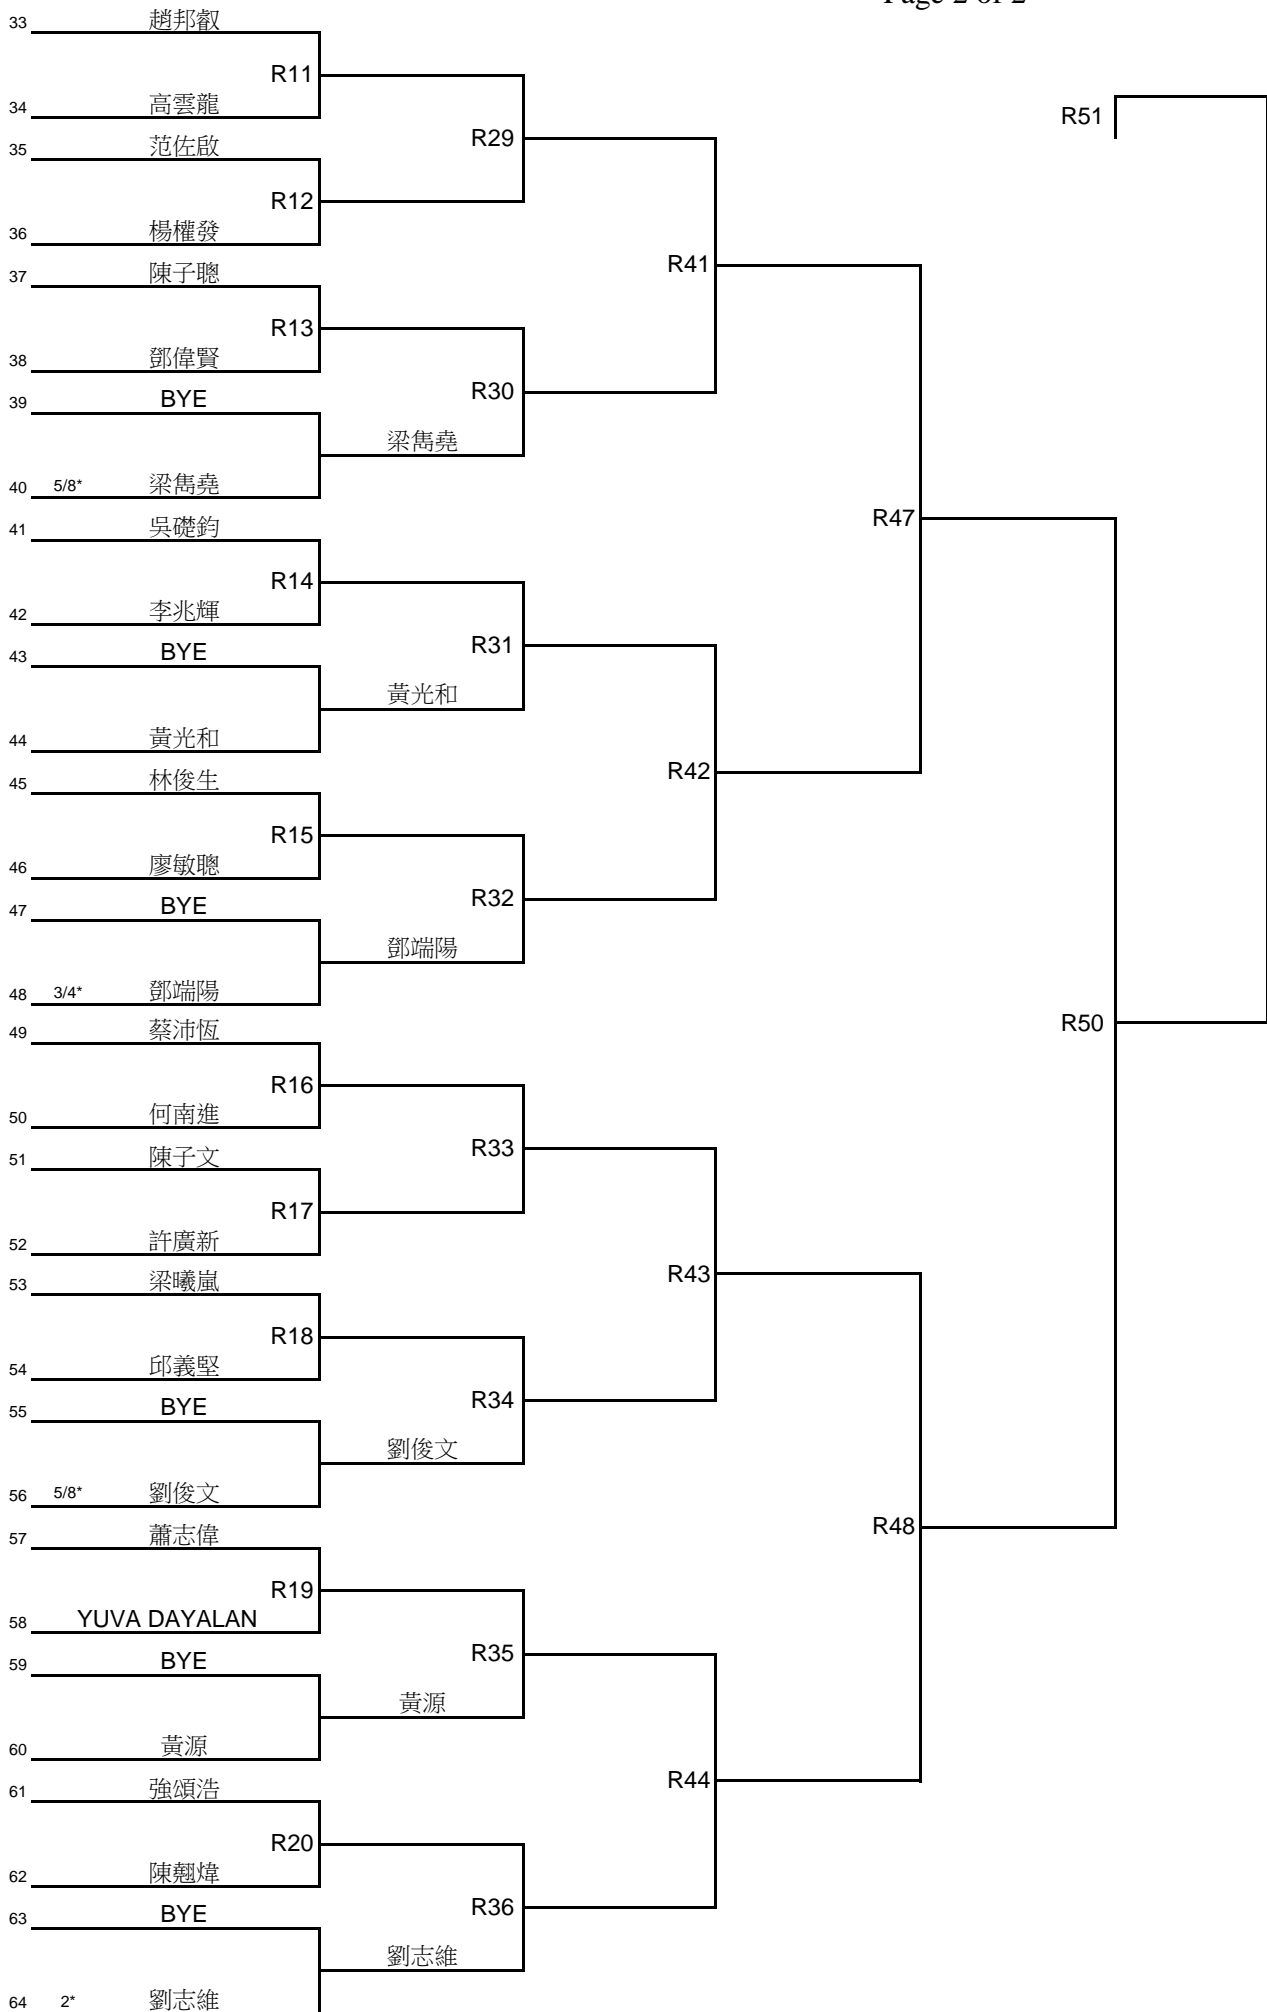 Page 2 of 2
33 趙邦叡
R11
34 高雲龍
R51
35 范佐啟
R29
R12
36 楊權發
37 陳子聰
R41
R13
38 鄧偉賢
39 BYE
R30
梁雋堯
40 5/8* 梁雋堯
41 吳礎鈞
R47
R14
42 李兆輝
43 BYE
R31
黃光和
44 黃光和
45 林俊生
R42
R15
46 廖敏聰
47 BYE
R32
鄧端陽
48 3/4* 鄧端陽
49 蔡沛恆
R50
R16
50 何南進
51 陳子文
R33
R17
52 許廣新
53 梁曦嵐
R43
R18
54 邱義堅
55 BYE
R34
劉俊文
56 5/8* 劉俊文
57 蕭志偉
R48
R19
58 YUVA DAYALAN
59 BYE
R35
黃源
60 黃源
61 強頌浩
R44
R20
62 陳翹煒
63 BYE
R36
劉志維
64 2* 劉志維